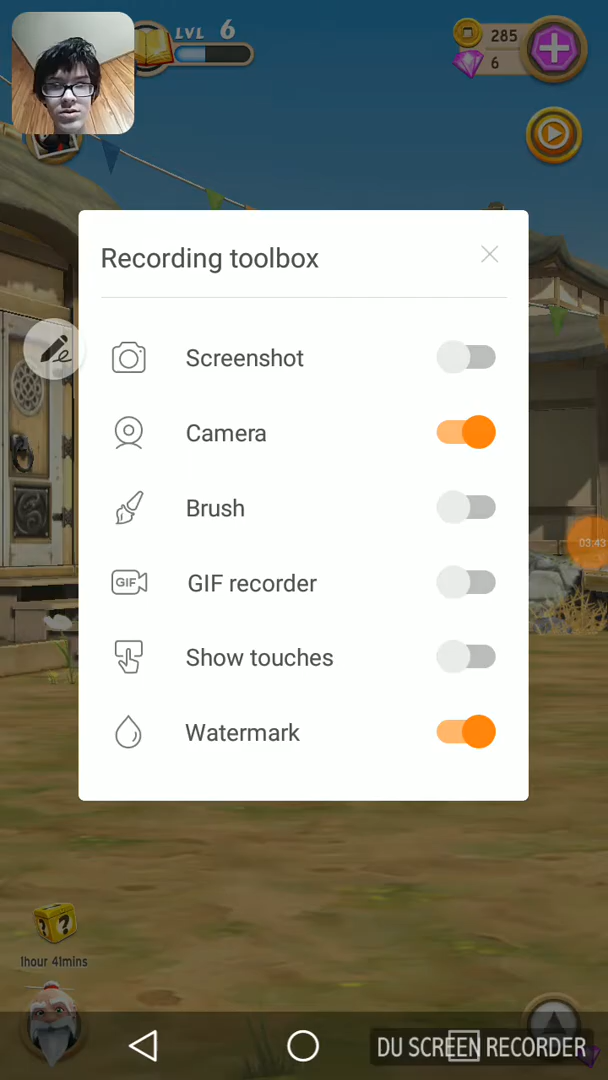 LVL 6
285
6
Recording toolbox
Screenshot
Camera
03:43
Brush
GIF GIF recorder
Show touches
Watermark
? ?
1hour 41mins
DU SCREEN RECORDER